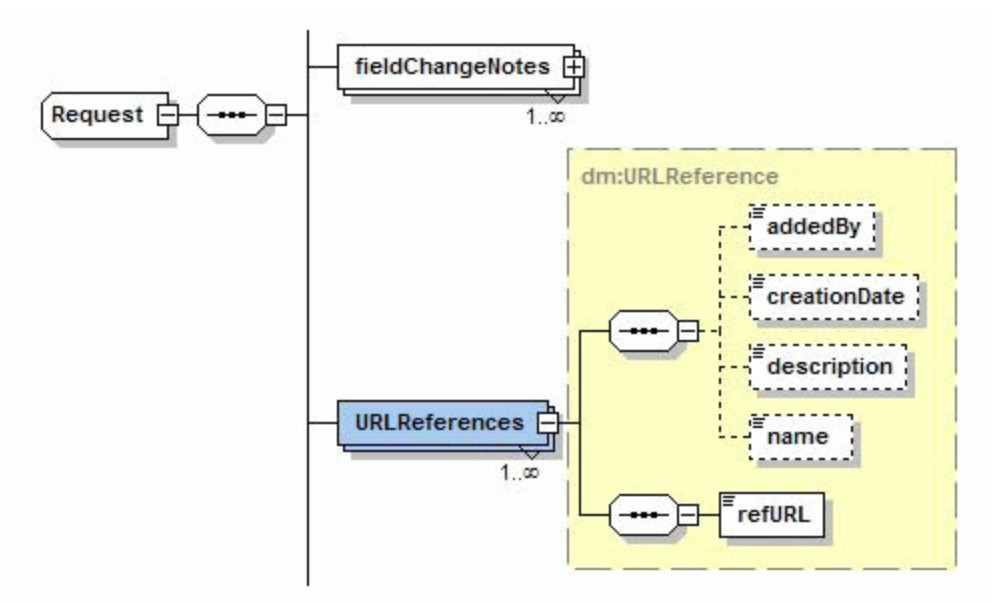 fieldChangeNotes
Request
1..∞
dm:URLReference
addedBy
creationDate
description
URLReferences
name
1..∞
refURL